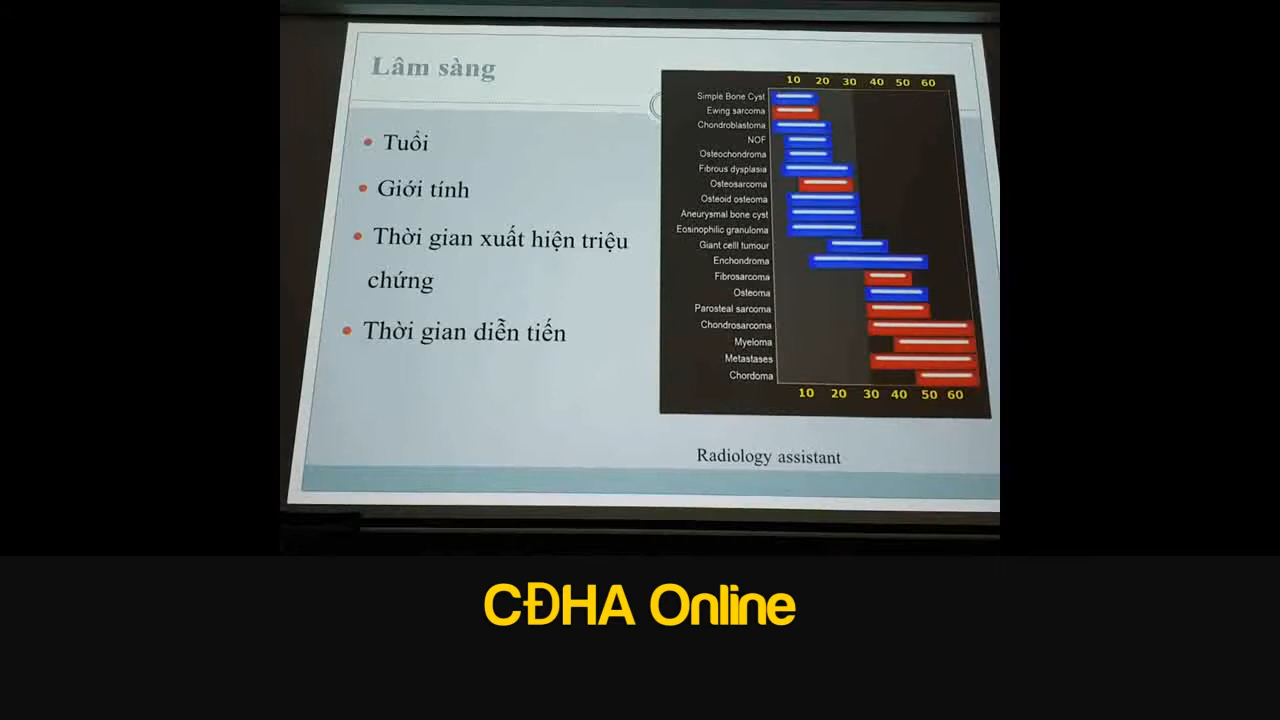 Lâm sàng
Tuổi
Giới tính
Thời gian xuất hiện triệu
chứng
Thời gian diễn tiến
10 20 30 40 50 60
Simple Bone Cyst
Ewing sarcoma
Chondroblastoma
NOF
Osteochondroma
Fibrous dysplasia
Osteosarcoma
Osteoid osteoma
Aneurysmal bone cyst
Eosinophilic granuloma
Giant celll tumour
Enchondroma
Fibrosarcoma
Osteoma
Parosteal sarcoma
Chondrosarcoma
Myeloma
Metastases
Chordoma
10 20 30 40 50 60
Radiology assistant
CĐHA Online